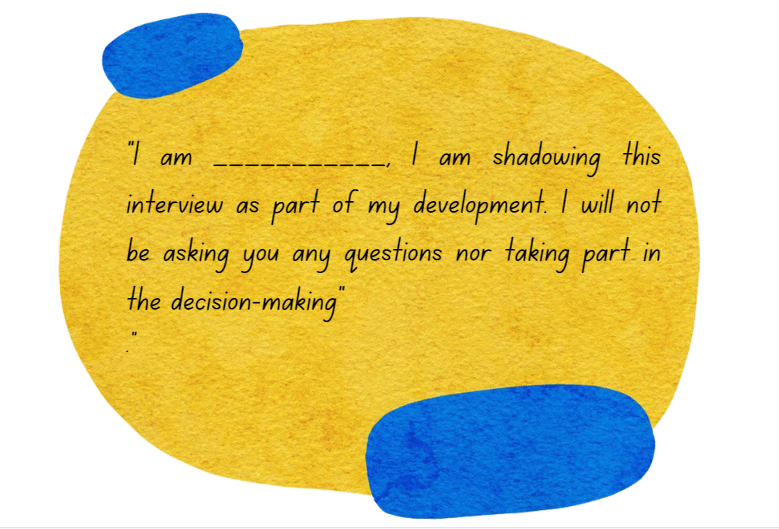 "I am ___________, I am shadowing this
interview as part of my development. I will not
be asking you any questions nor taking part in
the decision-making"
."